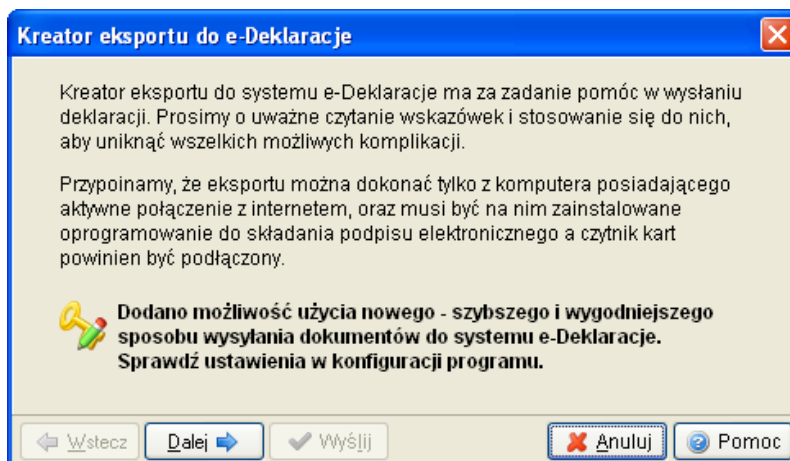 Kreator eksportu do e-Deklaracje
Kreator eksportu do systemu e-Deklaracje ma za zadanie pomóc w wysłaniu
deklaracji. Prosimy o uważne czytanie wskazówek i stosowanie się do nich,
aby uniknąć wszelkich możliwych komplikacji.
Przypoinamy, że eksportu można dokonać tylko z komputera posiadającego
aktywne połączenie z internetem, oraz musi być na nim zainstalowane
oprogramowanie do składania podpisu elektronicznego a czytnik kart
powinien być podłączony.
Dodano możliwość użycia nowego - szybszego i wygodniejszego
sposobu wysyłania dokumentów do systemu e-Deklaracje.
Sprawdź ustawienia w konfiguracji programu.
Wstecz Dalej Wyślij Anuluj Pomoc